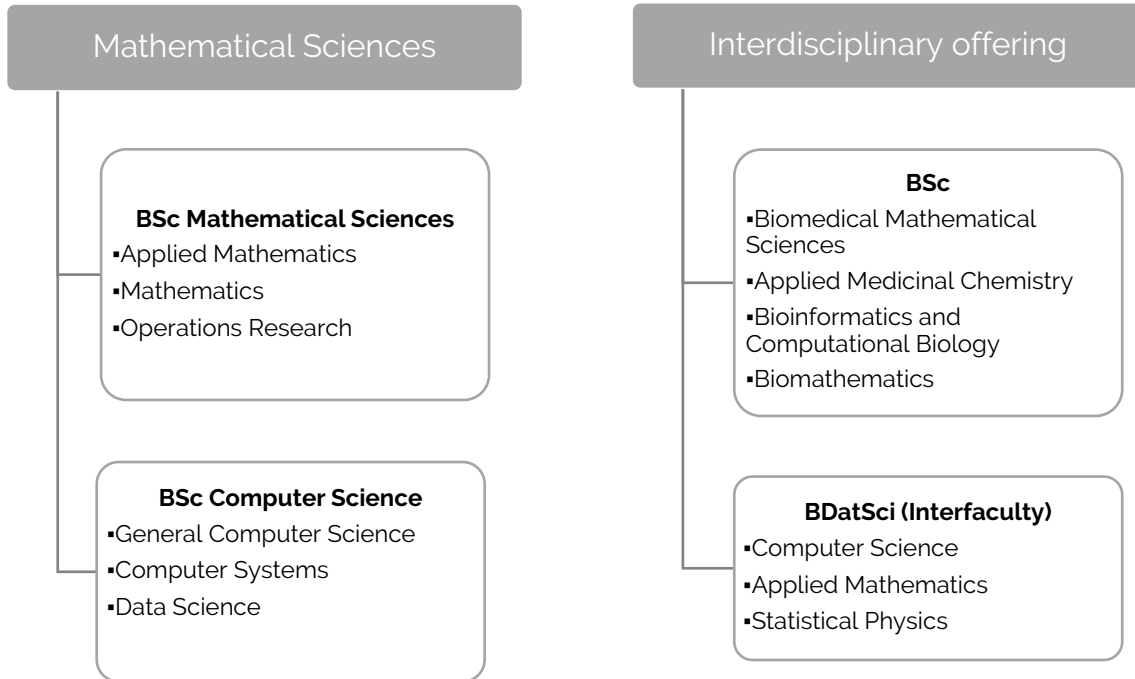 Mathematical Sciences
BSc Mathematical Sciences
▪Applied Mathematics
▪Mathematics
▪Operations Research
BSc Computer Science
▪General Computer Science
▪Computer Systems
▪Data Science
Interdisciplinary offering
BSc
▪Biomedical Mathematical
Sciences
▪Applied Medicinal Chemistry
▪Bioinformatics and
Computational Biology
▪Biomathematics
BDatSci (Interfaculty)
▪Computer Science
▪Applied Mathematics
▪Statistical Physics